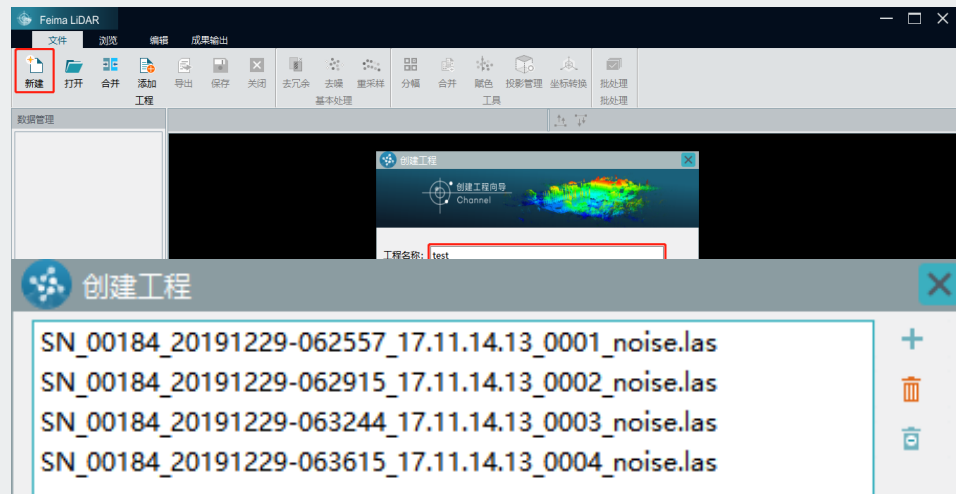 Feima LiDAR
文件 浏览 编辑 成果输出
新建 打开 合并 添加 导出 保存 关闭 去冗余 去噪 重采样 分幅 合并 赋色 投影管理 坐标转换 批处理
工程 基本处理 工具 批处理
数据管理
创建工程
创建工程向导
Channel
工程名称: test
创建工程
SN_00184_20191229-062557_17.11.14.13_0001_noise.las
SN_00184_20191229-062915_17.11.14.13_0002_noise.las
SN_00184_20191229-063244_17.11.14.13_0003_noise.las
SN_00184_20191229-063615_17.11.14.13_0004_noise.las